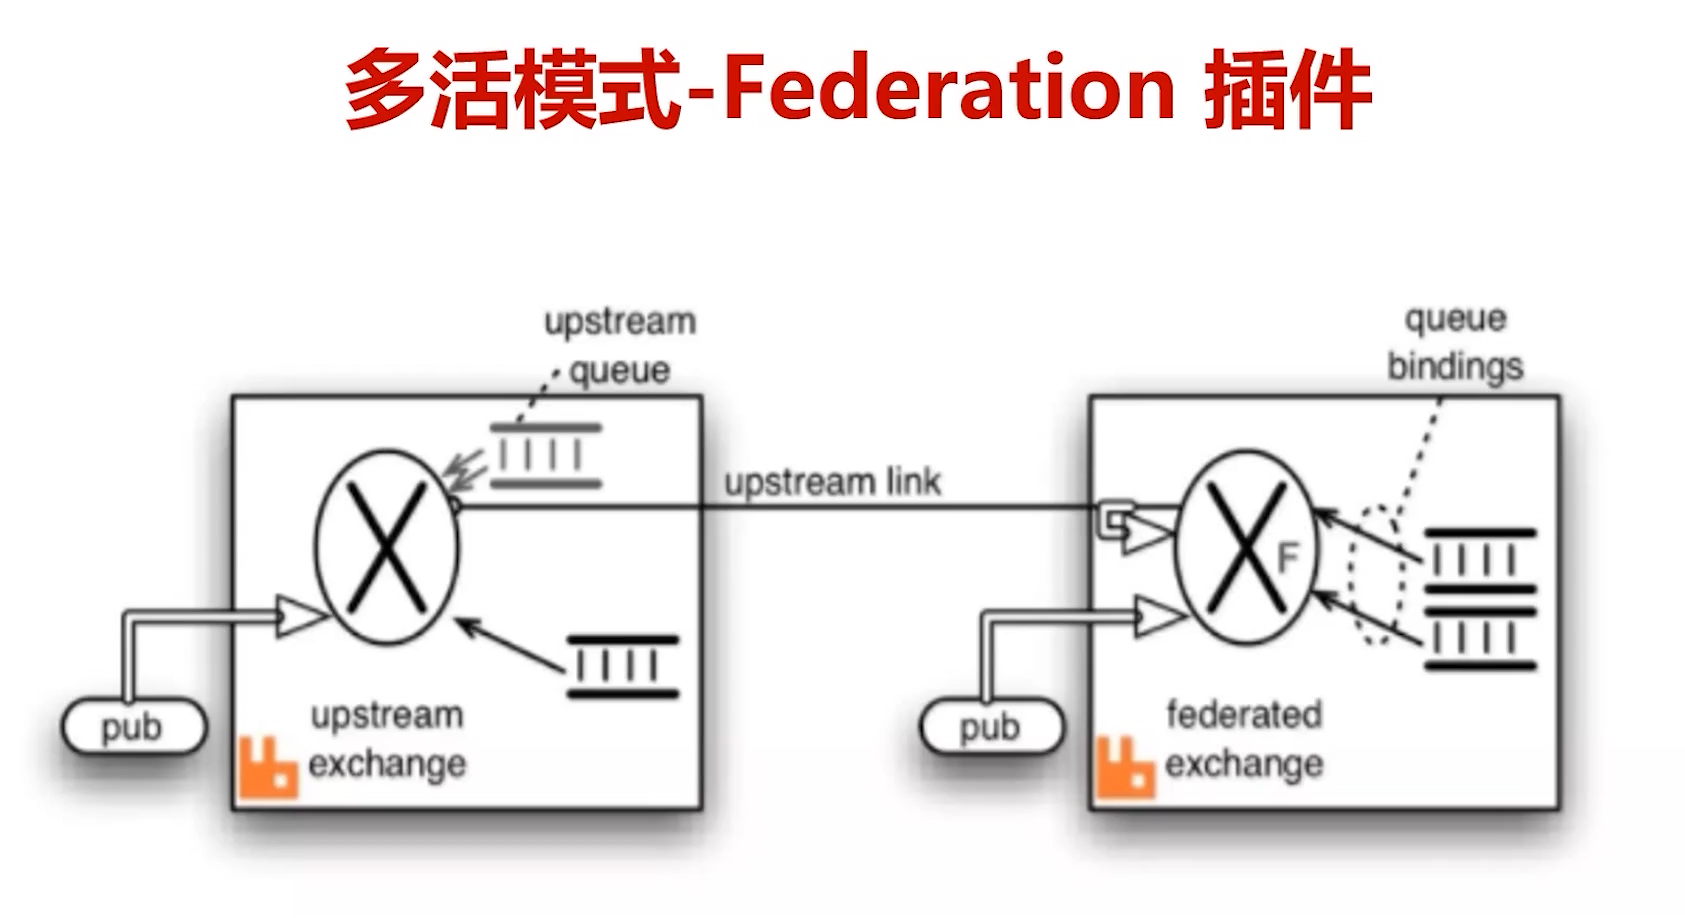 多活模式-Federation 插件
upstream
queue
queue
bindings
upstream link
F
pub
upstream
exchange
pub
federated
exchange